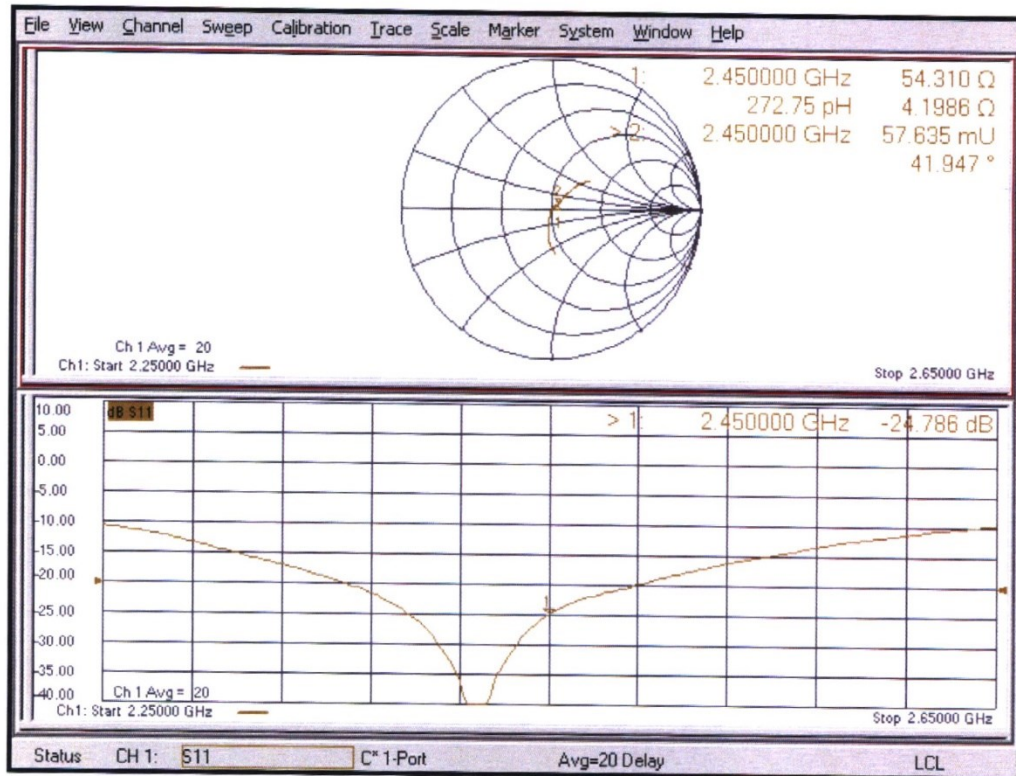 File View Channel Sweep Calibration Trace Scale Marker System Window Help
1: 2.450000 GHz 54.310 Ω
272.75 pH 4.1986 Ω
> 2: 2.450000 GHz 57.635 mU
41.947 °
Ch 1 Avg = 20
Ch1: Start 2.25000 GHz
Stop 2.65000 GHz
10.00 dB S11
> 1: 2.450000 GHz -24.786 dB
5.00
0.00
-5.00
-10.00
-15.00
-20.00
-25.00
1
-30.00
-35.00
-40.00
Ch 1 Avg = 20
Ch1: Start 2.25000 GHz
Stop 2.65000 GHz
Status CH 1: S11 C* 1-Port Avg=20 Delay LCL